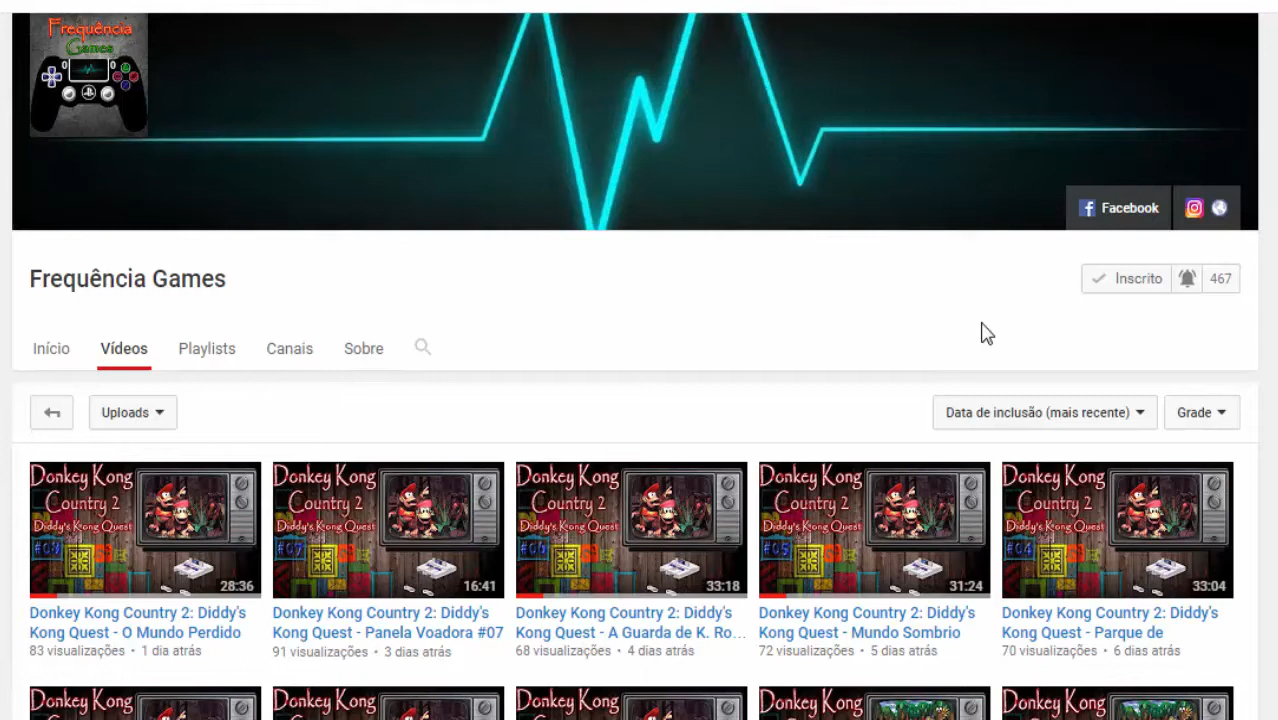 Frequência
Games
Facebook
Frequência Games
Inscrito
467
Início
Vídeos
Playlists
Canais
Sobre
Uploads
Data de inclusão (mais recente)
Grade
Donkey Kong
Country 2
Diddy's Kong Quest
#08
28:36
Donkey Kong Country 2: Diddy's
Kong Quest - O Mundo Perdido
83 visualizações • 1 dia atrás
Donkey Kong
Country 2
Diddy's Kong Quest
#07
16:41
Donkey Kong Country 2: Diddy's
Kong Quest - Panela Voadora #07
91 visualizações • 3 dias atrás
Donkey Kong
Country 2
Diddy's Kong Quest
#06
33:18
Donkey Kong Country 2: Diddy's
Kong Quest - A Guarda de K. Ro...
68 visualizações • 4 dias atrás
Donkey Kong
Country 2
Diddy's Kong Quest
#05
31:24
Donkey Kong Country 2: Diddy's
Kong Quest - Mundo Sombrio
72 visualizações • 5 dias atrás
Donkey Kong
Country 2
Diddy's Kong Quest
#04
33:04
Donkey Kong Country 2: Diddy's
Kong Quest - Parque de
70 visualizações • 6 dias atrás
Donkey Kong
Donkey Kong
Donkey Kong
Donkey Kong
Donkey Kong